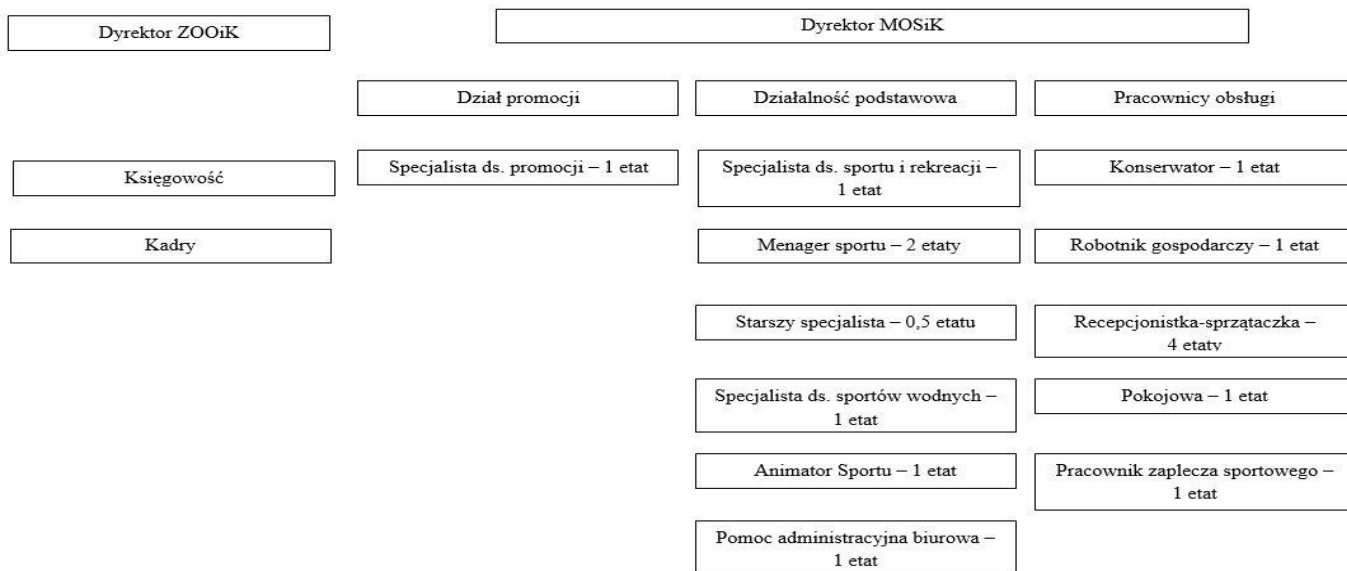 Dyrektor ZOOiK
Dyrektor MOSiK
Dział promocji
Działalność podstawowa
Pracownicy obsługi
Księgowość
Specjalista ds. promocji – 1 etat
Specjalista ds. sportu i rekreacji –
1 etat
Konserwator – 1 etat
Kadry
Menager sportu – 2 etaty
Robotnik gospodarczy – 1 etat
Starszy specjalista – 0,5 etatu
Recepcjonistka-sprzątaczka –
4 etaty
Specjalista ds. sportów wodnych –
1 etat
Pokojowa – 1 etat
Animator Sportu – 1 etat
Pracownik zaplecza sportowego –
1 etat
Pomoc administracyjna biurowa –
1 etat